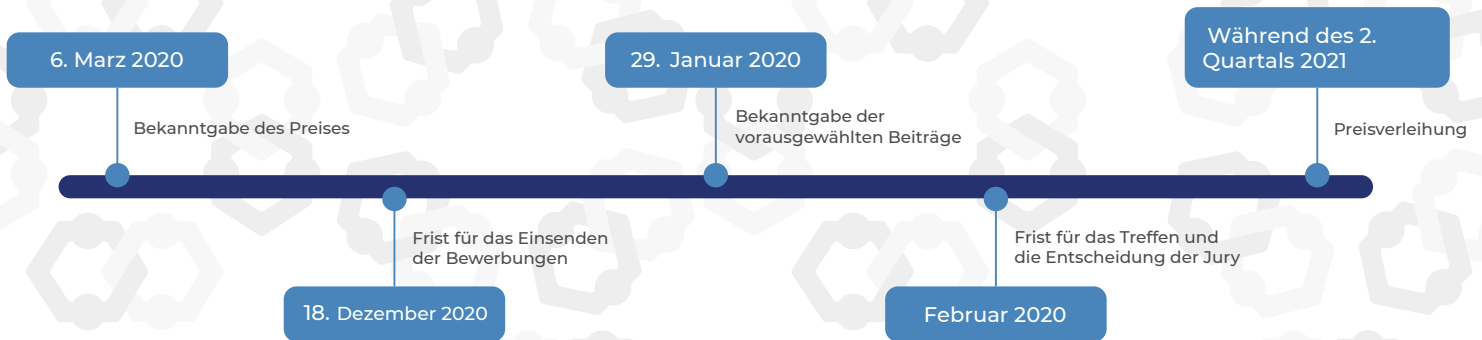 6. Marz 2020
Bekanntgabe des Preises
18. Dezember 2020
Frist für das Einsenden
der Bewerbungen
29. Januar 2020
Bekanntgabe der
vorausgewählten Beiträge
Februar 2020
Frist für das Treffen und
die Entscheidung der Jury
Während des 2.
Quartals 2021
Preisverleihung